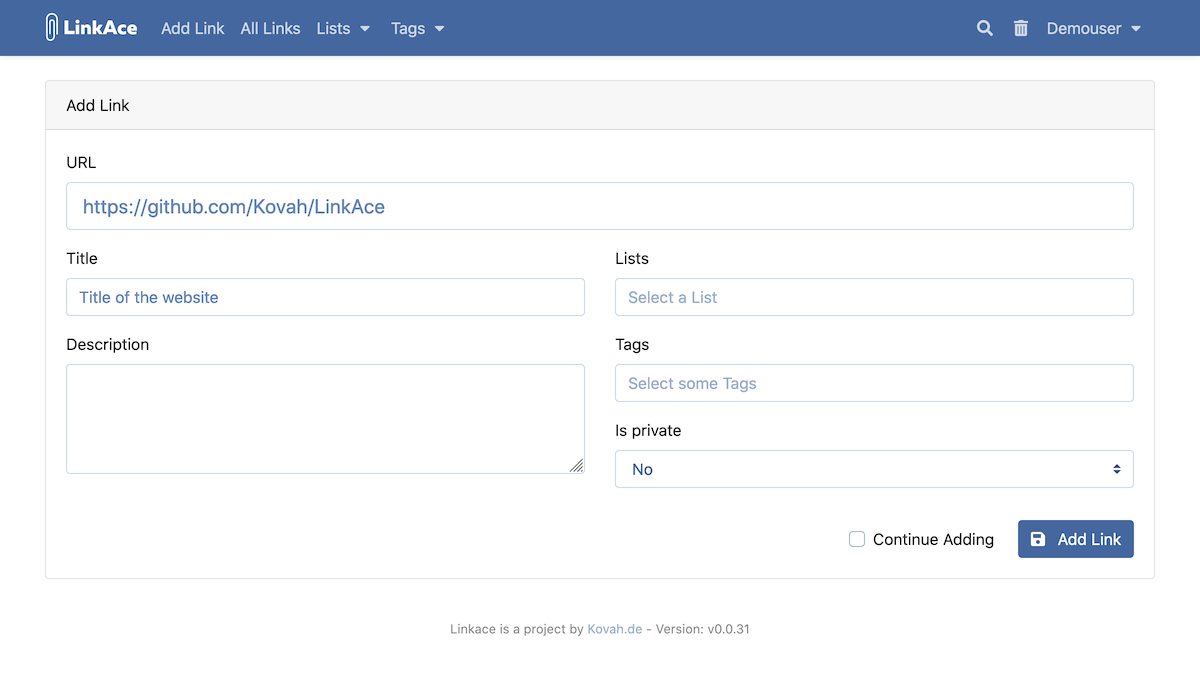 LinkAce Add Link All Links Lists Tags Demouser
Add Link
URL
https://github.com/Kovah/LinkAce
Title
Title of the website
Description
Lists
Select a List
Tags
Select some Tags
Is private
No
Continue Adding
Add Link
Linkace is a project by Kovah.de - Version: v0.0.31